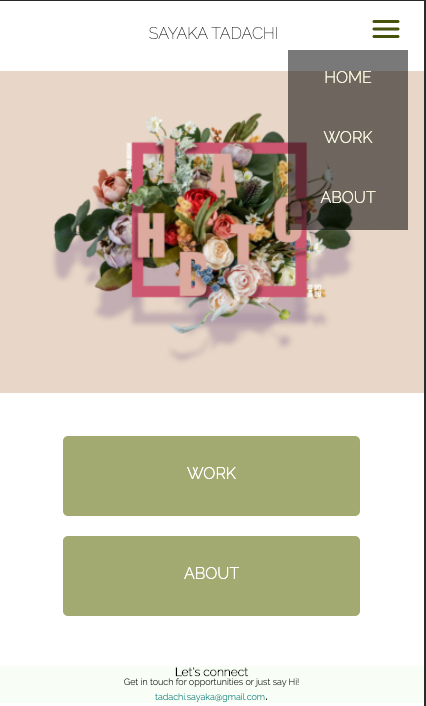 SAYAKA TADACHI
HOME
WORK
ABOUT
WORK
ABOUT
Let's connect
Get in touch for opportunities or just say Hi!
tadachi.sayaka@gmail.com.